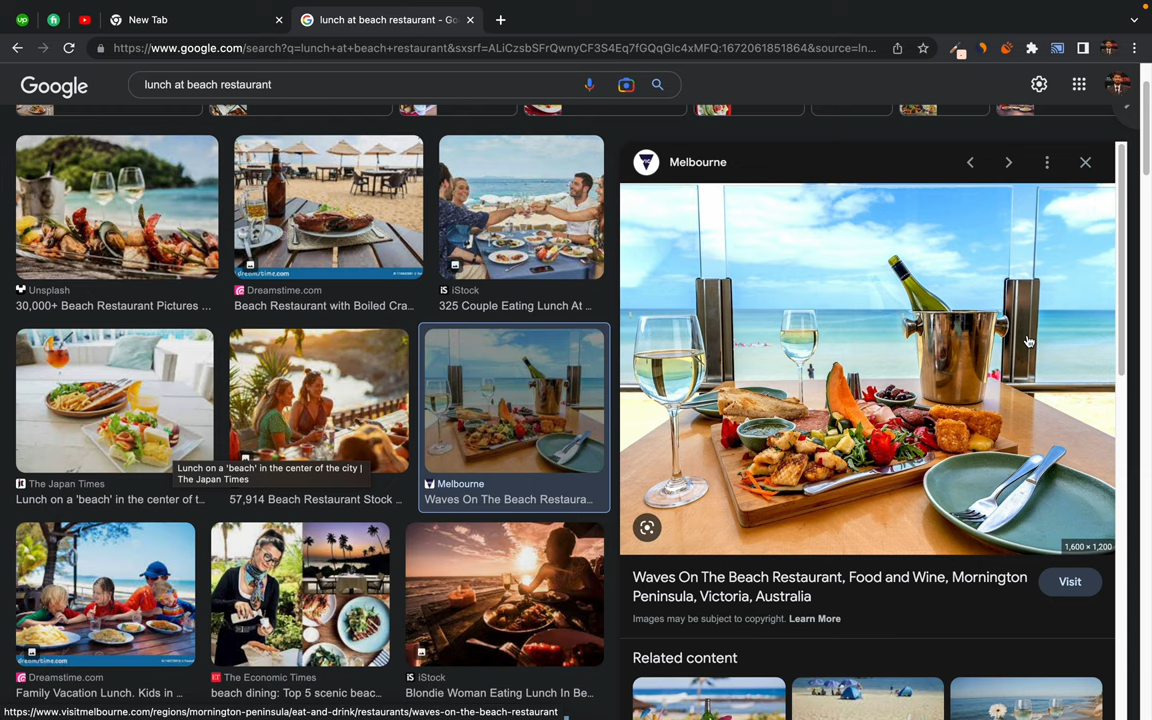 New Tab
lunch at beach restaurant - Go
https://www.google.com/search?q=lunch+at+beach+restaurant&sxsrf=ALiCzsbSFrQwnyCF3S4Eq7fGQqGlc4xMFQ:1672061851864&source=ln...
Google
lunch at beach restaurant
Melbourne
Unsplash
30,000+ Beach Restaurant Pictures ...
dreamstime.com
Dreamstime.com
Beach Restaurant with Boiled Cra...
iStock
325 Couple Eating Lunch At ...
The Japan Times
Lunch on a 'beach' in the center of t...
Lunch on a 'beach' in the center of the city |
The Japan Times
57,914 Beach Restaurant Stock ...
Melbourne
Waves On The Beach Restaura...
1,600 × 1,200
Waves On The Beach Restaurant, Food and Wine, Mornington
Peninsula, Victoria, Australia
Visit
Images may be subject to copyright. Learn More
Related content
dreamstime.com
Dreamstime.com
Family Vacation Lunch. Kids in ...
The Economic Times
beach dining: Top 5 scenic beac...
iStock
Blondie Woman Eating Lunch In Be...
https://www.visitmelbourne.com/regions/mornington-peninsula/eat-and-drink/restaurants/waves-on-the-beach-restaurant